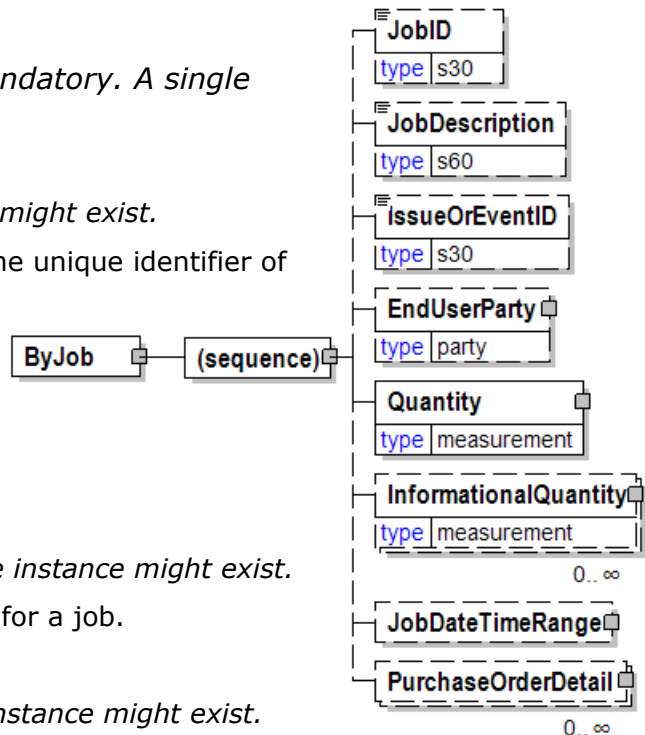 ndatory. A single
might exist.
he unique identifier of
e instance might exist.
for a job.
nstance might exist.
ByJob
(sequence)
JobID
type s30
JobDescription
type s60
IssueOrEventID
type s30
EndUserParty
type party
Quantity
type measurement
InformationalQuantity
type measurement
0.. ∞
JobDateTimeRange
PurchaseOrderDetail
0.. ∞